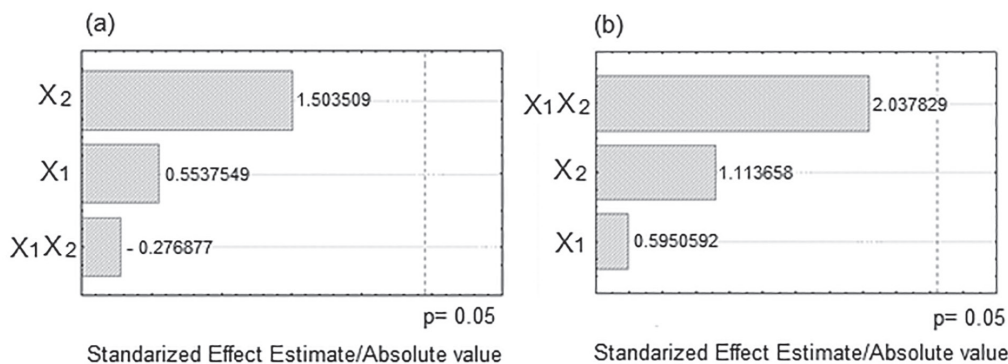 (a)
X2
1.503509
X1
0.5537549
X1X2
- 0.276877
p= 0.05
Standarized Effect Estimate/Absolute value
(b)
X1X2
2.037829
X2
1.113658
X1
0.5950592
p= 0.05
Standarized Effect Estimate/Absolute value